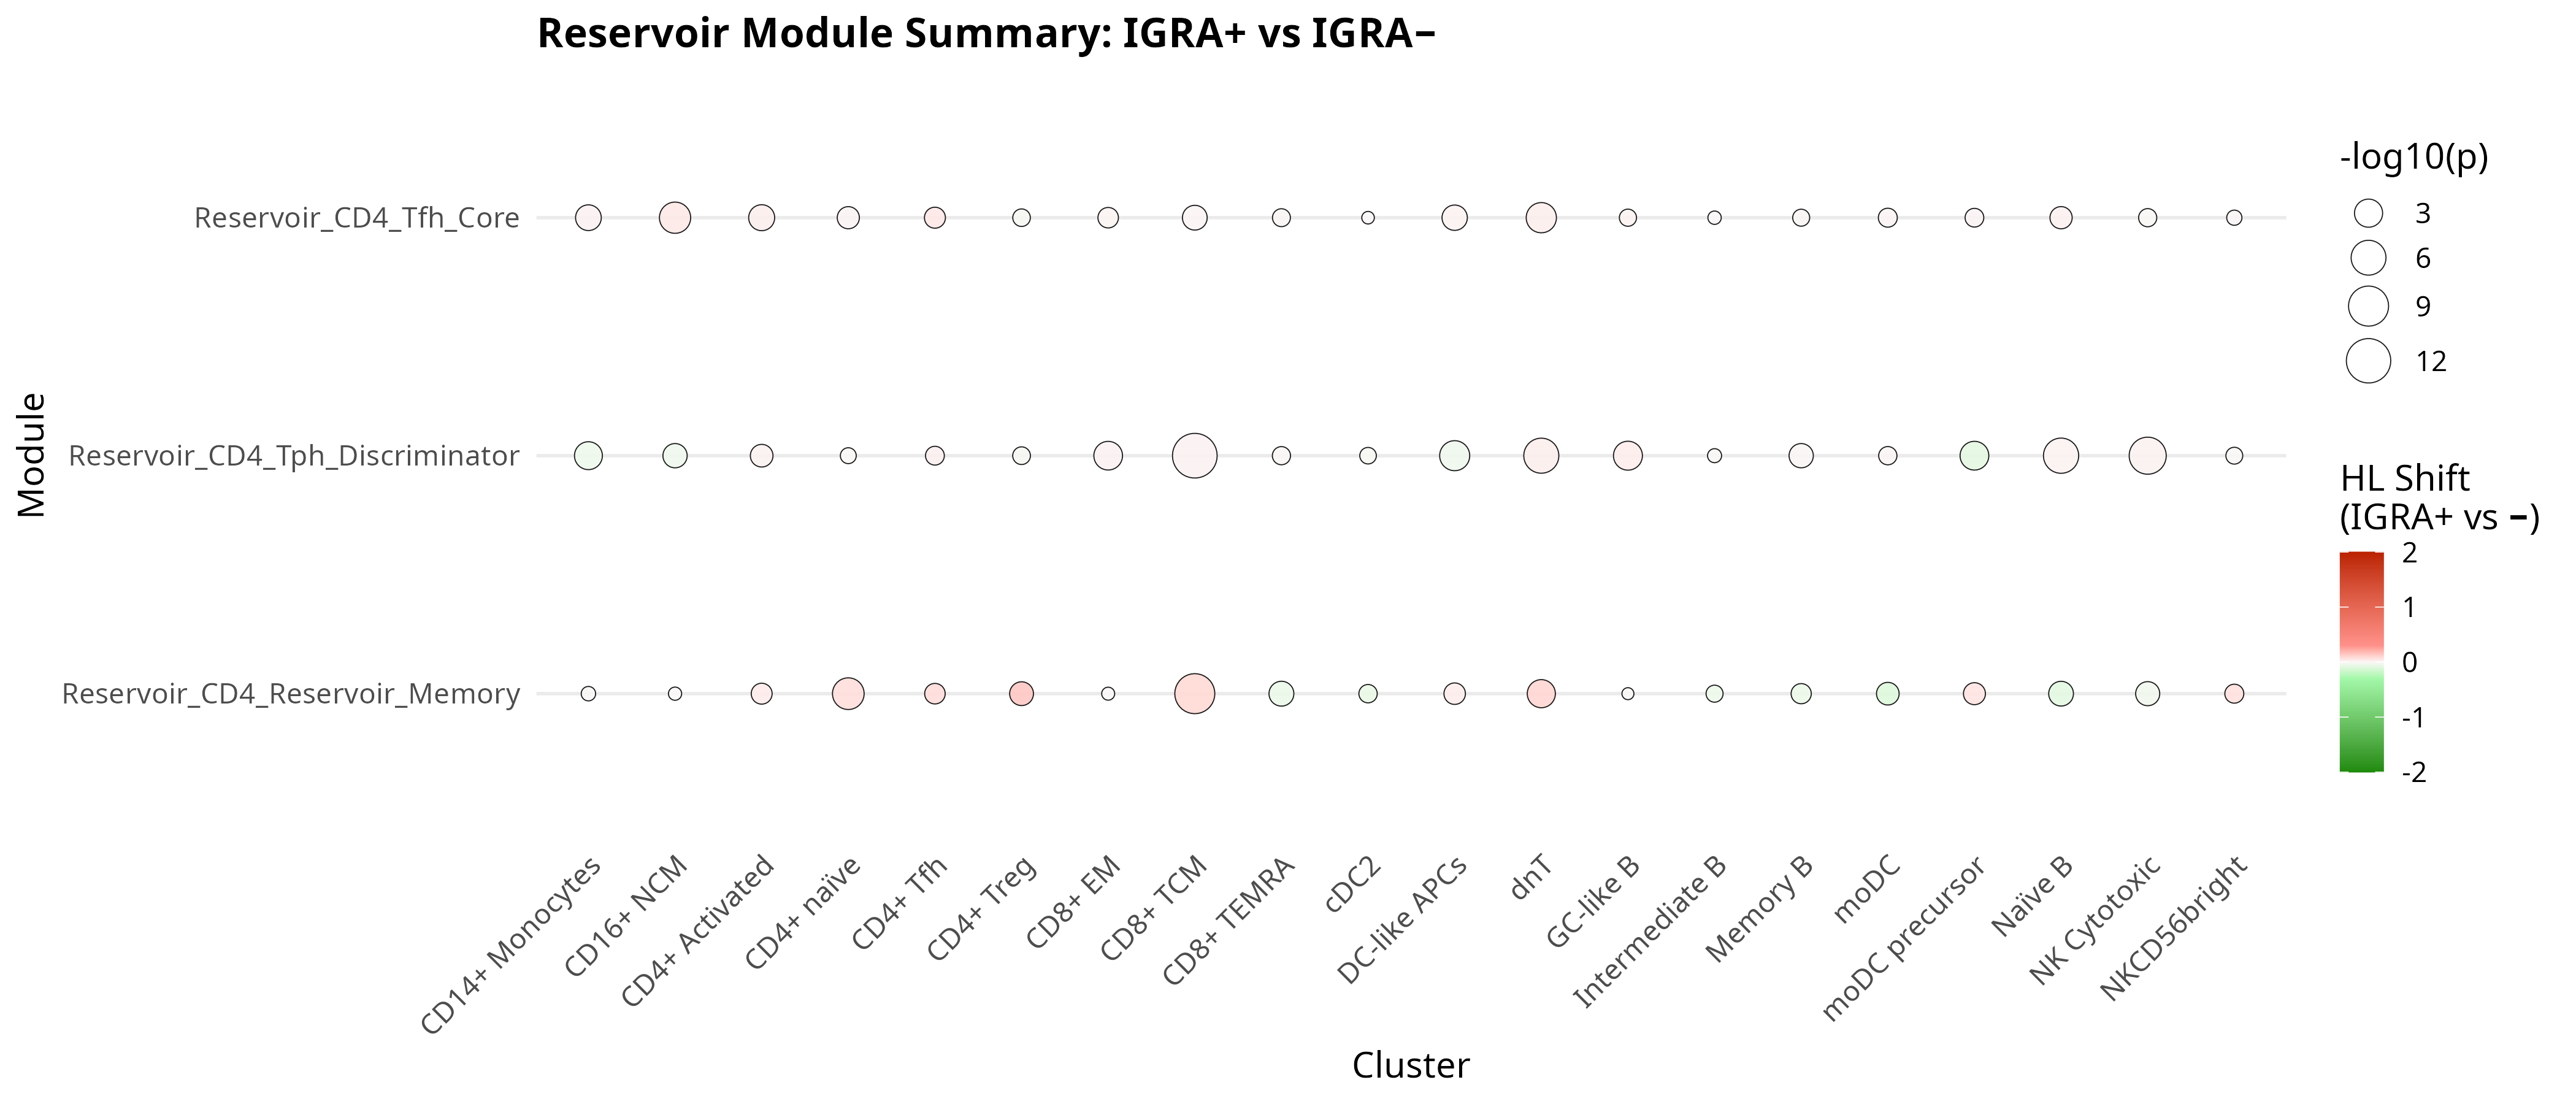 Reservoir Module Summary: IGRA+ vs IGRA−
Module
Reservoir_CD4_Tfh_Core
Reservoir_CD4_Tph_Discriminator
Reservoir_CD4_Reservoir_Memory
CD14+ Monocytes
CD16+ NCM
CD4+ Activated
CD4+ naïve
CD4+ Tfh
CD4+ Treg
CD8+ EM
CD8+ TCM
CD8+ TEMRA
cDC2
DC-like APCs
dnT
GC-like B
Intermediate B
Memory B
moDC
moDC precursor
Naïve B
NK Cytotoxic
NKCD56bright
Cluster
-log10(p)
3
6
9
12
HL Shift
(IGRA+ vs −)
2
1
0
-1
-2